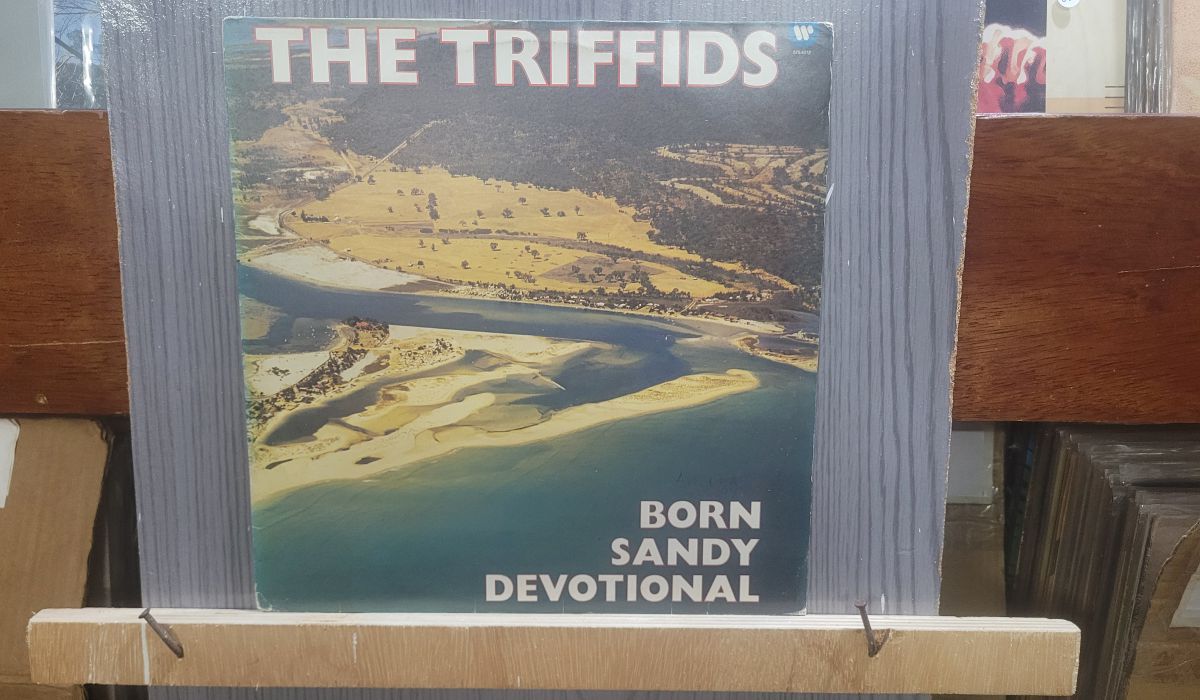 THE TRIFFIDS
BORN
SANDY
DEVOTIONAL